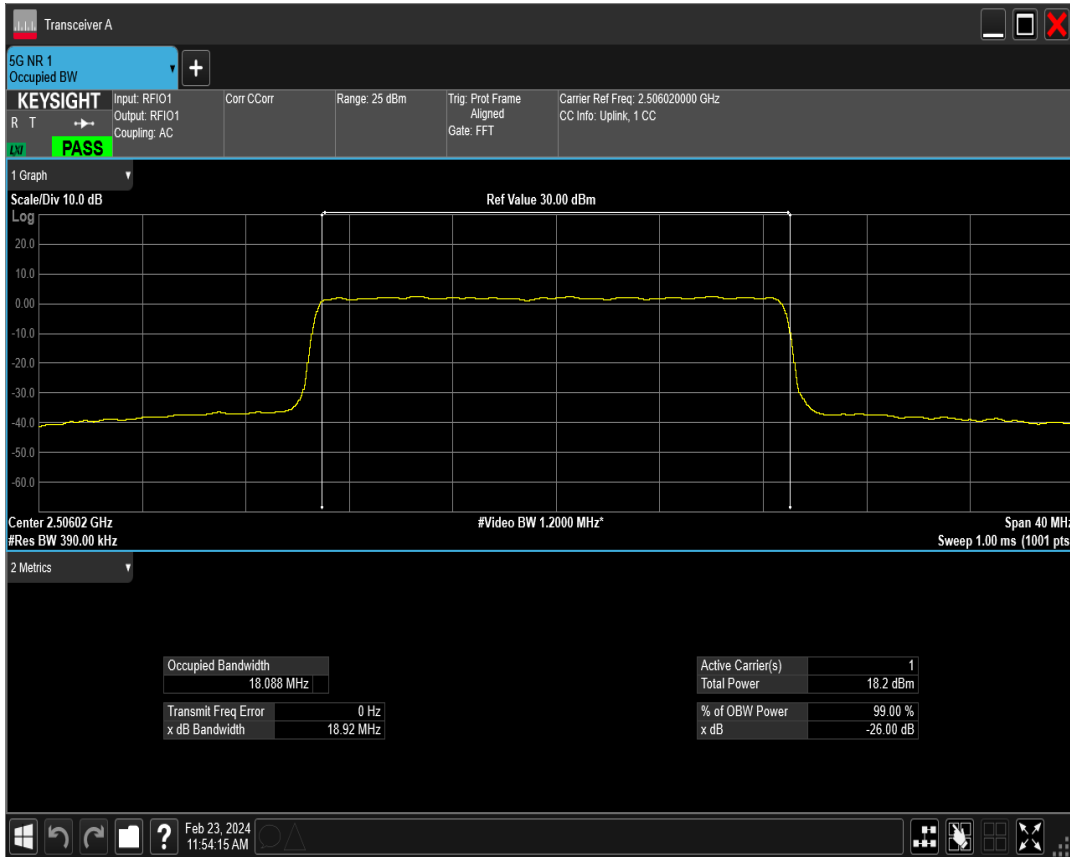 Transceiver A
5G NR 1
Occupied BW
+
KEYSIGHT
R T
LXI
PASS
Input: RFIO1
Output: RFIO1
Coupling: AC
Corr CCorr
Range: 25 dBm
Trig: Prot Frame
Aligned
Gate: FFT
Carrier Ref Freq: 2.506020000 GHz
CC Info: Uplink, 1 CC
1 Graph
Scale/Div 10.0 dB
Ref Value 30.00 dBm
Log
20.0
10.0
0.00
-10.0
-20.0
-30.0
-40.0
-50.0
-60.0
Center 2.50602 GHz
#Video BW 1.2000 MHz*
Span 40 MHz
#Res BW 390.00 kHz
Sweep 1.00 ms (1001 pts
2 Metrics
Occupied Bandwidth
18.088 MHz
Transmit Freq Error 0 Hz
x dB Bandwidth 18.92 MHz
Active Carrier(s) 1
Total Power 18.2 dBm
% of OBW Power 99.00 %
x dB -26.00 dB
?
Feb 23, 2024
11:54:15 AM